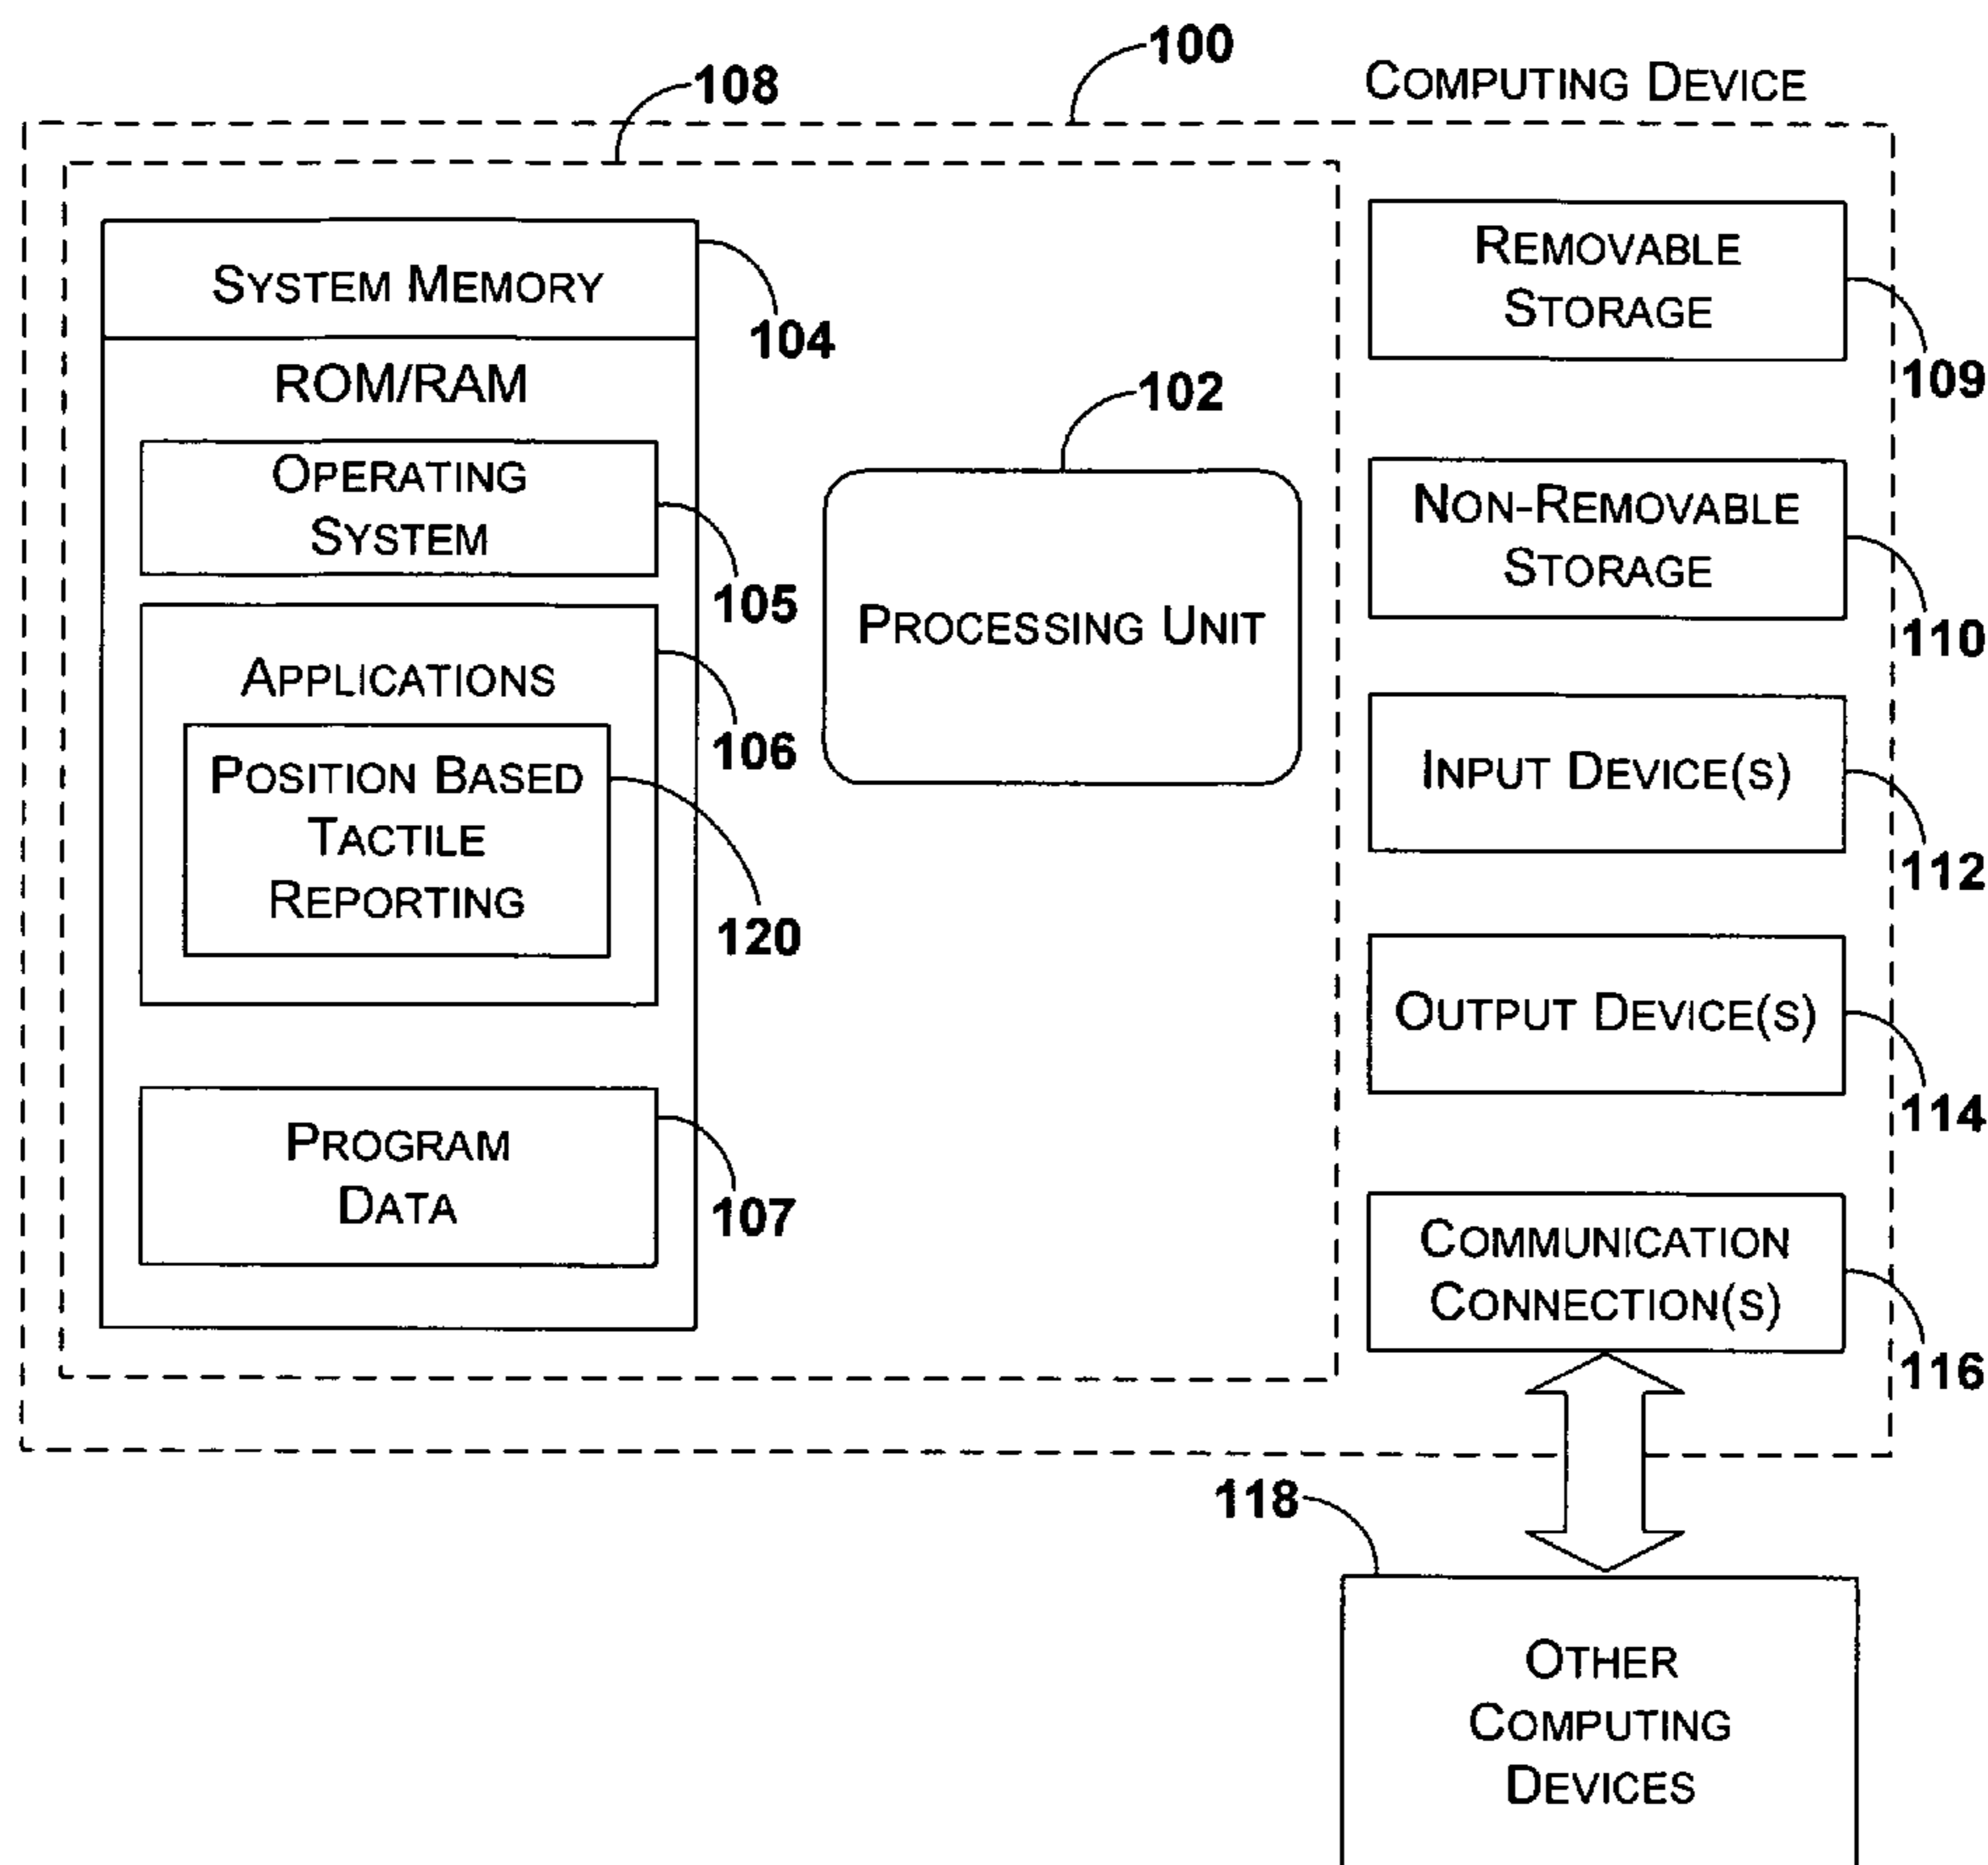 100
COMPUTING DEVICE
108
SYSTEM MEMORY
104
ROM/RAM
OPERATING
SYSTEM
105
APPLICATIONS
106
POSITION BASED
TACTILE
REPORTING
120
PROGRAM
DATA
107
102
PROCESSING UNIT
REMOVABLE
STORAGE
109
NON-REMOVABLE
STORAGE
110
INPUT DEVICE(S)
112
OUTPUT DEVICE(S)
114
COMMUNICATION
CONNECTION(S)
116
118
OTHER
COMPUTING
DEVICES